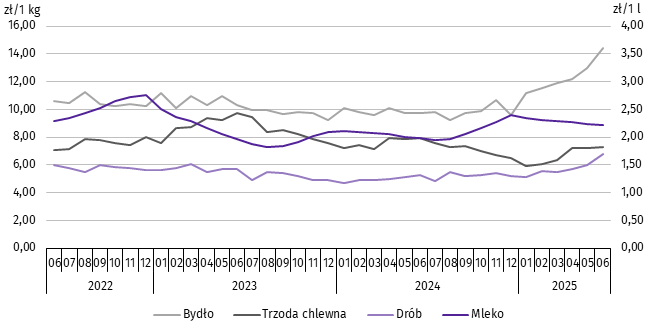 zł/1 kg zł/1 l
16,00 4,00
14,00 3,50
12,00 3,00
10,00 2,50
8,00 2,00
6,00 1,50
4,00 1,00
2,00 0,50
0,00 0,00
06 07 08 09 10 11 12 01 02 03 04 05 06 07 08 09 10 11 12 01 02 03 04 05 06 07 08 09 10 11 12 01 02 03 04 05 06
2022 2023 2024 2025
Bydło Trzoda chlewna Drób Mleko